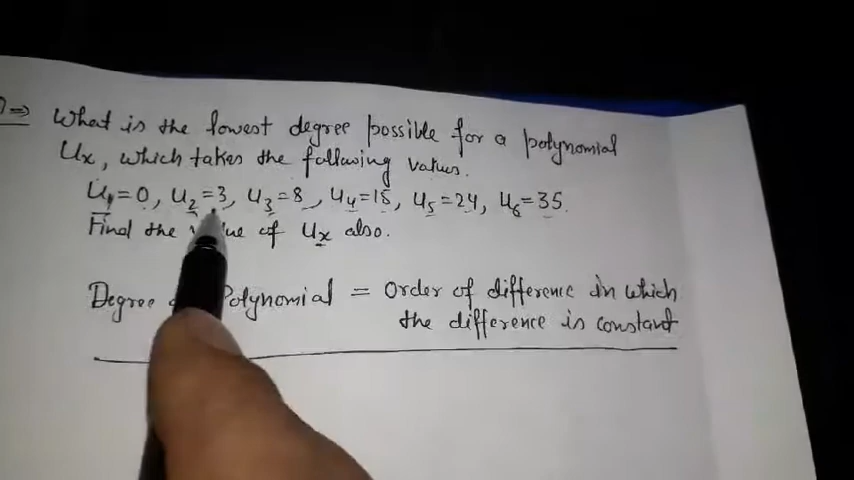 ⇒ What is the lowest degree possible for a polynomial
Ux, which takes the following values.
U1=0, U2=3, U3=8, U4=15, U5=24, U6=35.
Find the of Ux also.
Degree Polynomial = Order of difference in which
the difference is constant